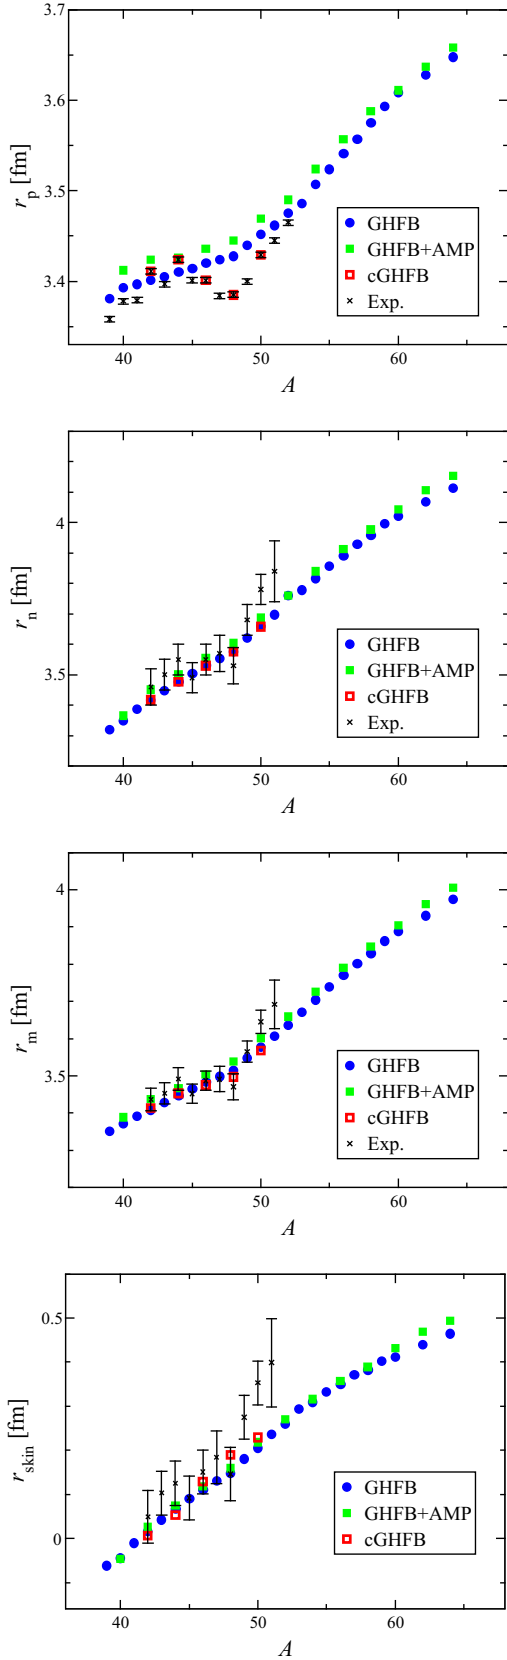 3.7
3.6
3.5
3.4
r_p [fm]
GHFB
GHFB+AMP
cGHFB
Exp.
40 50 60
A
4
3.5
r_n [fm]
GHFB
GHFB+AMP
cGHFB
Exp.
40 50 60
A
4
3.5
r_m [fm]
GHFB
GHFB+AMP
cGHFB
Exp.
40 50 60
A
0.5
0
r_skin [fm]
GHFB
GHFB+AMP
cGHFB
40 50 60
A